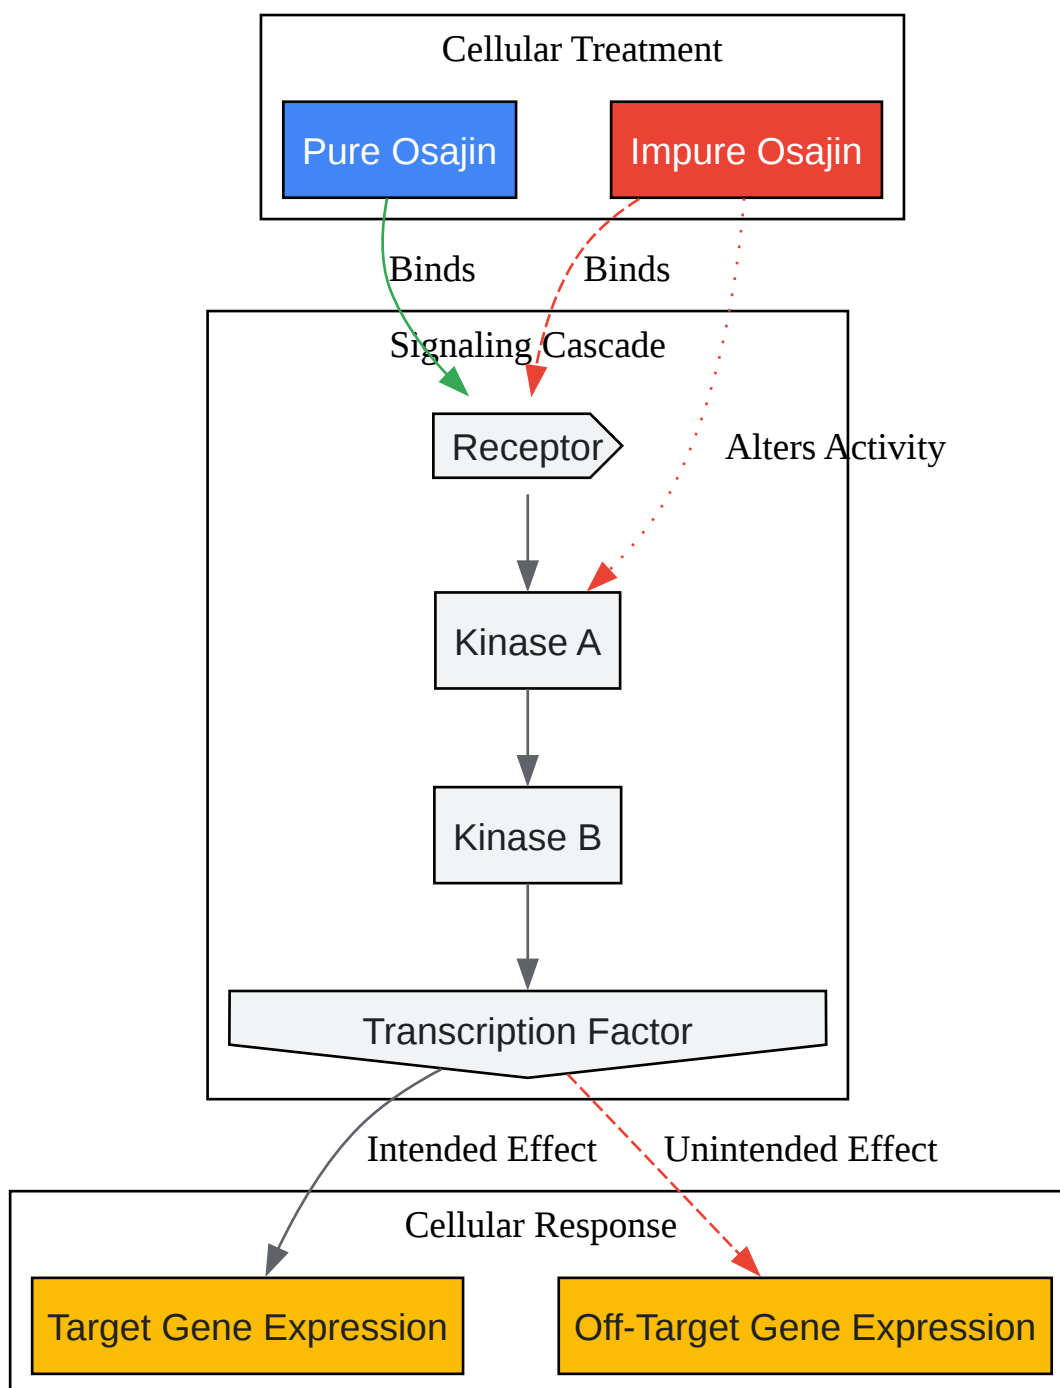 Cellular Treatment
Pure Osajin
Impure Osajin
Binds
Binds
Signaling Cascade
Receptor
Alters Activity
Kinase A
Kinase B
Transcription Factor
Intended Effect
Unintended Effect
Cellular Response
Target Gene Expression
Off-Target Gene Expression